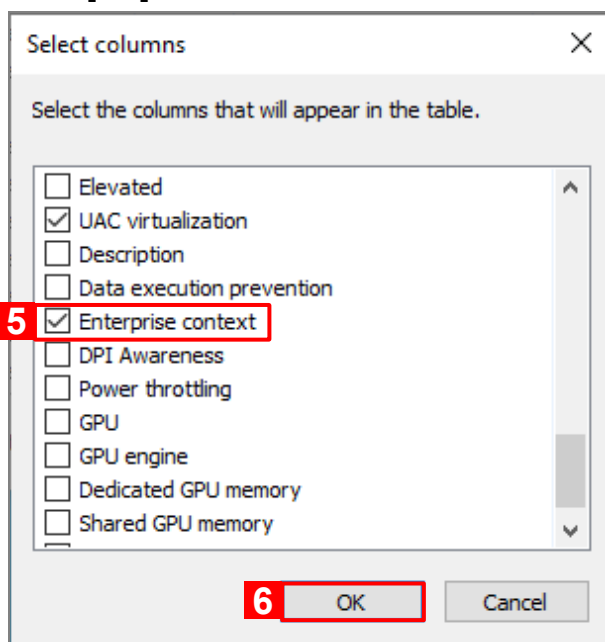 Select columns
Select the columns that will appear in the table.
Elevated
UAC virtualization
Description
Data execution prevention
5 Enterprise context
DPI Awareness
Power throttling
GPU
GPU engine
Dedicated GPU memory
Shared GPU memory
6 OK Cancel